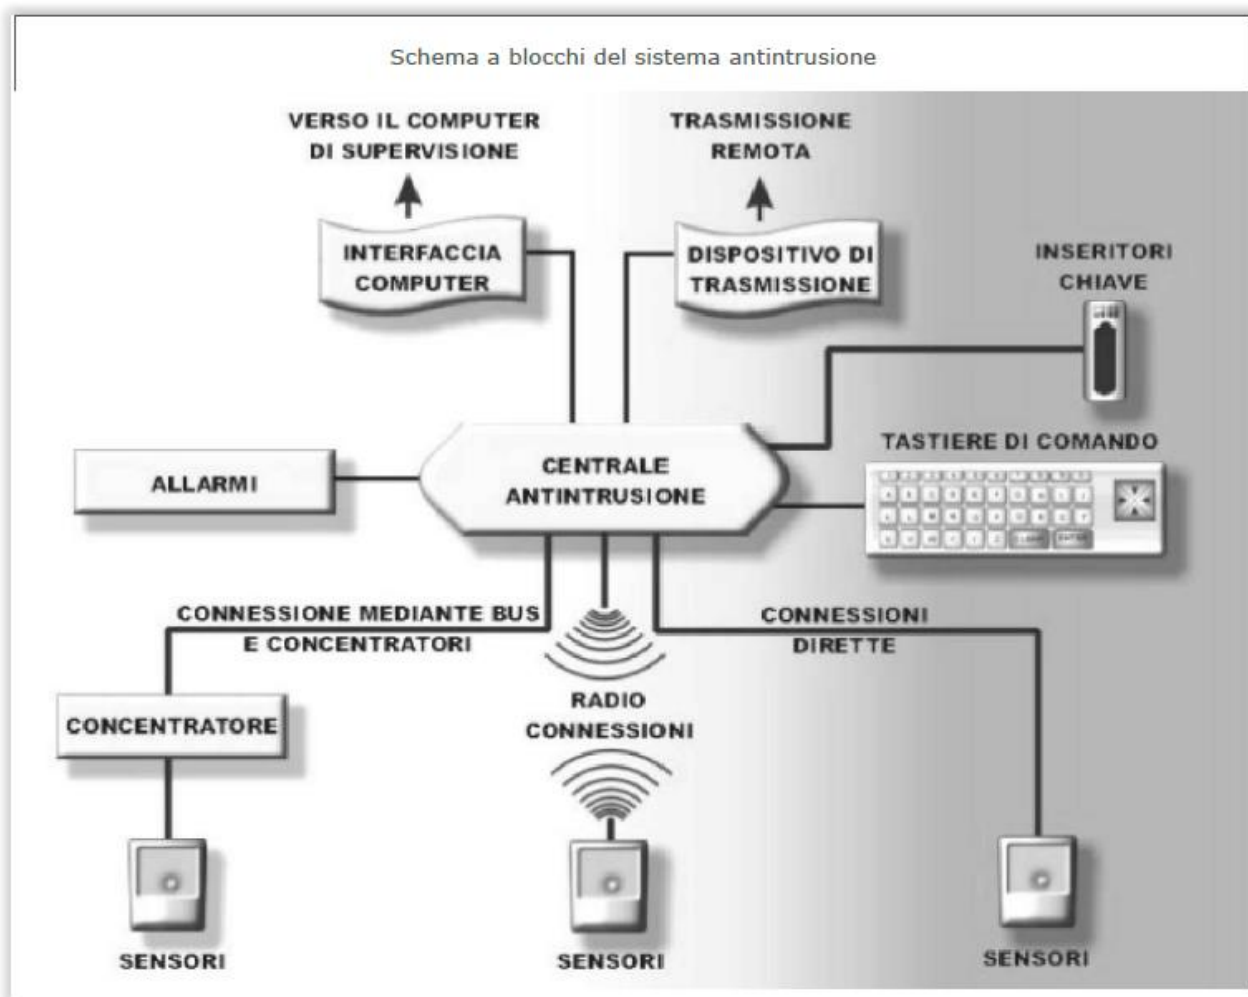 Schema a blocchi del sistema antintrusione
VERSO IL COMPUTER
DI SUPERVISIONE
TRASMISSIONE
REMOTA
INTERFACCIA
COMPUTER
DISPOSITIVO DI
TRASMISSIONE
INSERITORI
CHIAVE
TASTIERE DI COMANDO
ALLARMI
CENTRALE
ANTINTRUSIONE
CONNESSIONE MEDIANTE BUS
E CONCENTRATORI
CONNESSIONI
DIRETTE
RADIO
CONNESSIONI
CONCENTRATORE
SENSORI
SENSORI
SENSORI